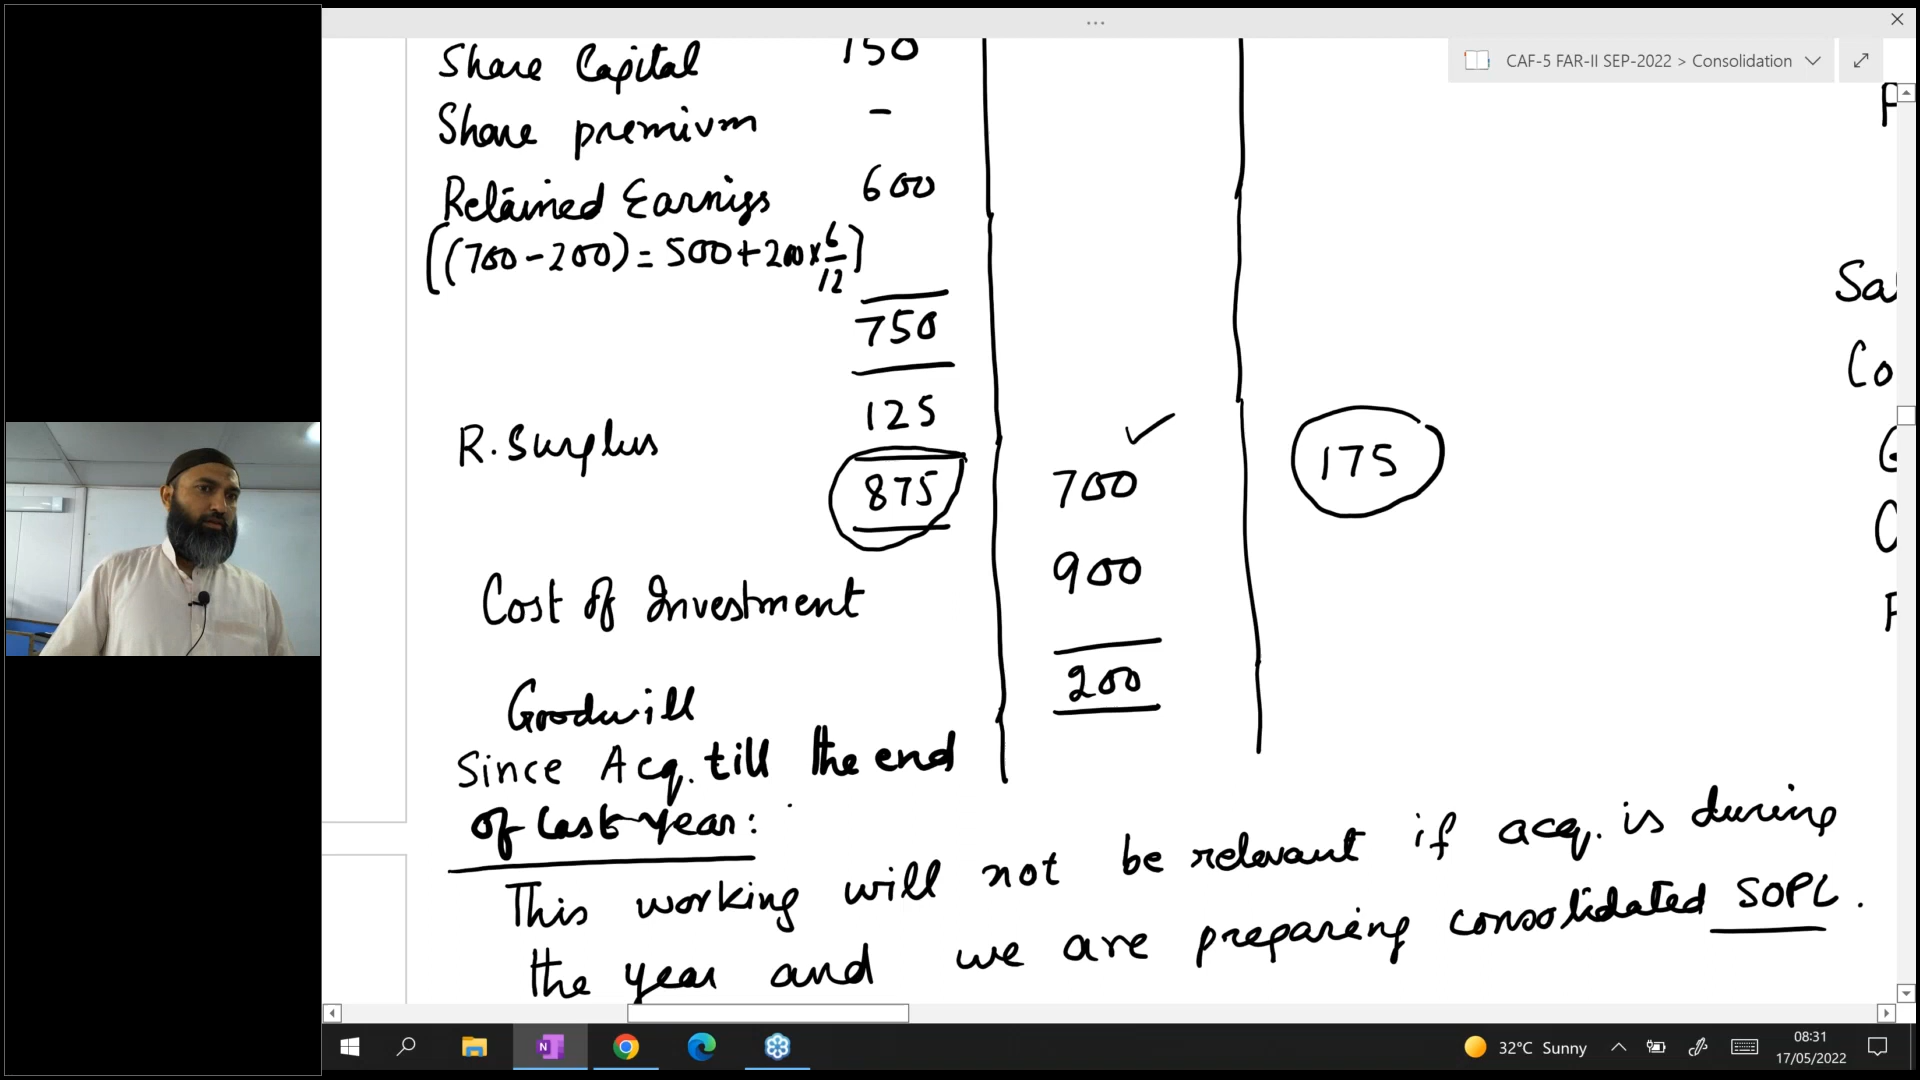 CAF-5 FAR-II SEP-2022 > Consolidation
Share Capital 150
Share premium -
Retained Earnigs 600
[(700-200) = 500 + 200 × 6/12]
750
R. Surplus 125
875 700 175
Cost of Investment 900
Goodwill 200
Since Acq. till the end
of last year:
This working will not be relevant if acq. is during
the year and we are preparing consolidated SOPL.
Sa
Co
32°C Sunny
08:31
17/05/2022